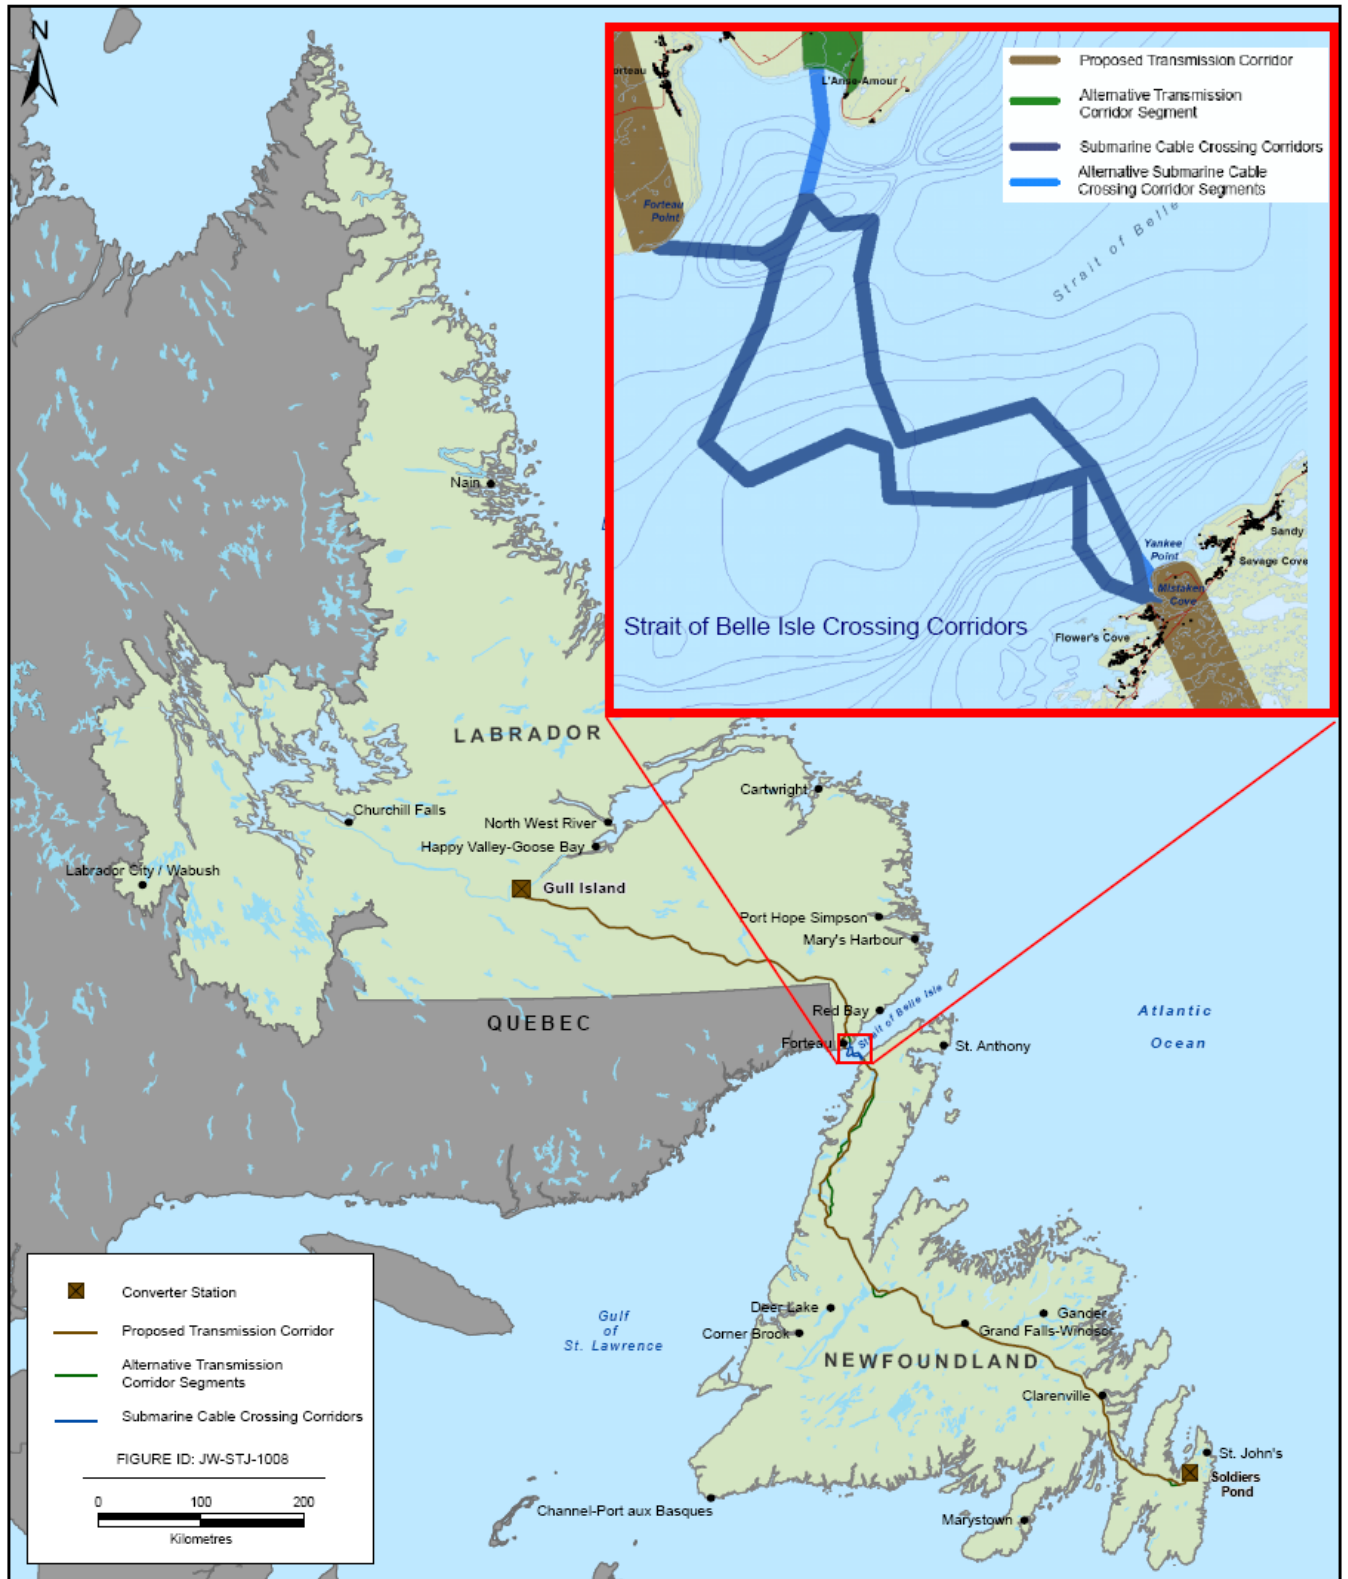 N
L'Anse-Amour
Forteau
Point
Proposed Transmission Corridor
Alternative Transmission
Corridor Segment
Submarine Cable Crossing Corridors
Alternative Submarine Cable
Crossing Corridor Segments
Strait of Belle
Yankee
Point
Sandy
Savage Cove
Mistaken
Cove
Flower's Cove
Strait of Belle Isle Crossing Corridors
Nain
LABRADOR
Cartwright
Churchill Falls
North West River
Happy Valley-Goose Bay
Labrador City / Wabush
Gull Island
Port Hope Simpson
Mary's Harbour
Red Bay
Strait of Belle Isle
QUEBEC
Forteau
St. Anthony
Atlantic
Ocean
Deer Lake
Corner Brook
Gander
Grand Falls-Windsor
NEWFOUNDLAND
Gulf
of
St. Lawrence
Clarenville
St. John's
Soldiers
Pond
Channel-Port aux Basques
Marystown
Converter Station
Proposed Transmission Corridor
Alternative Transmission
Corridor Segments
Submarine Cable Crossing Corridors
FIGURE ID: JW-STJ-1008
0 100 200
Kilometres